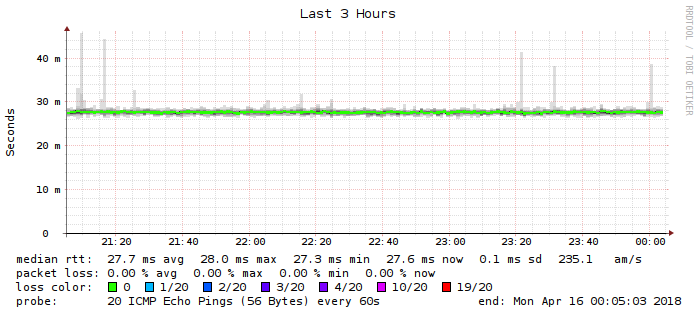 Last 3 Hours
RRDTOOL / TOBI OETIKER
Seconds
40 m
30 m
20 m
10 m
0
21:20 21:40 22:00 22:20 22:40 23:00 23:20 23:40 00:00
median rtt: 27.7 ms avg 28.0 ms max 27.3 ms min 27.6 ms now 0.1 ms sd 235.1 am/s
packet loss: 0.00 % avg 0.00 % max 0.00 % min 0.00 % now
loss color: 0 1/20 2/20 3/20 4/20 10/20 19/20
probe: 20 ICMP Echo Pings (56 Bytes) every 60s end: Mon Apr 16 00:05:03 2018